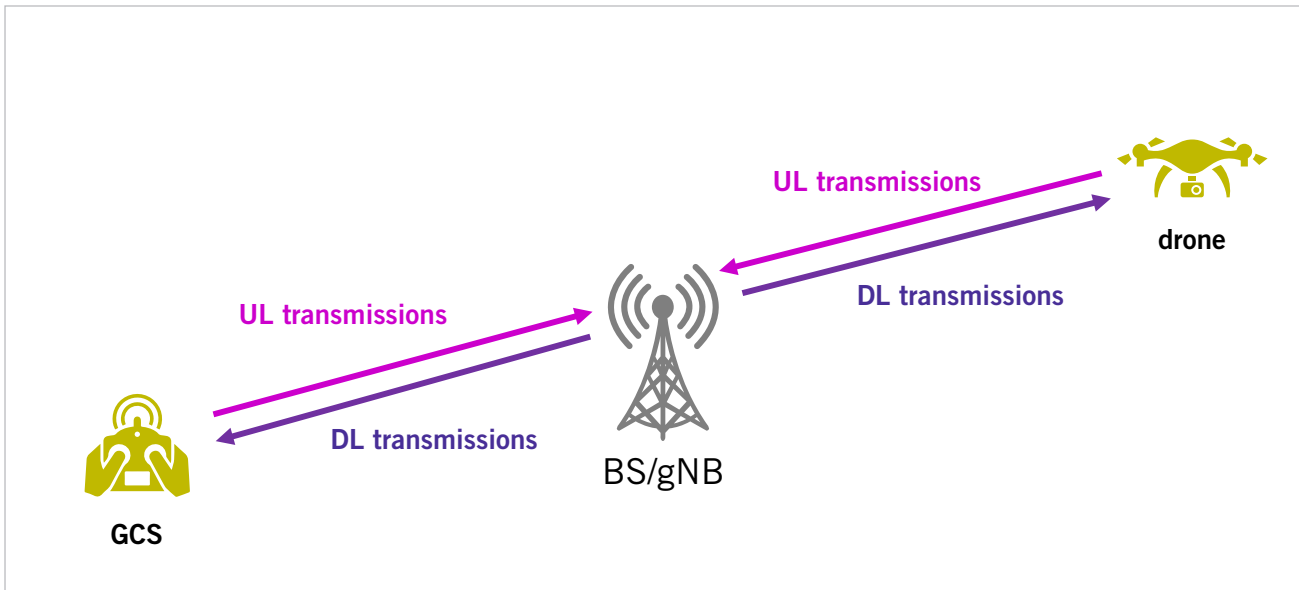 UL transmissions
drone
DL transmissions
UL transmissions
DL transmissions
BS/gNB
GCS